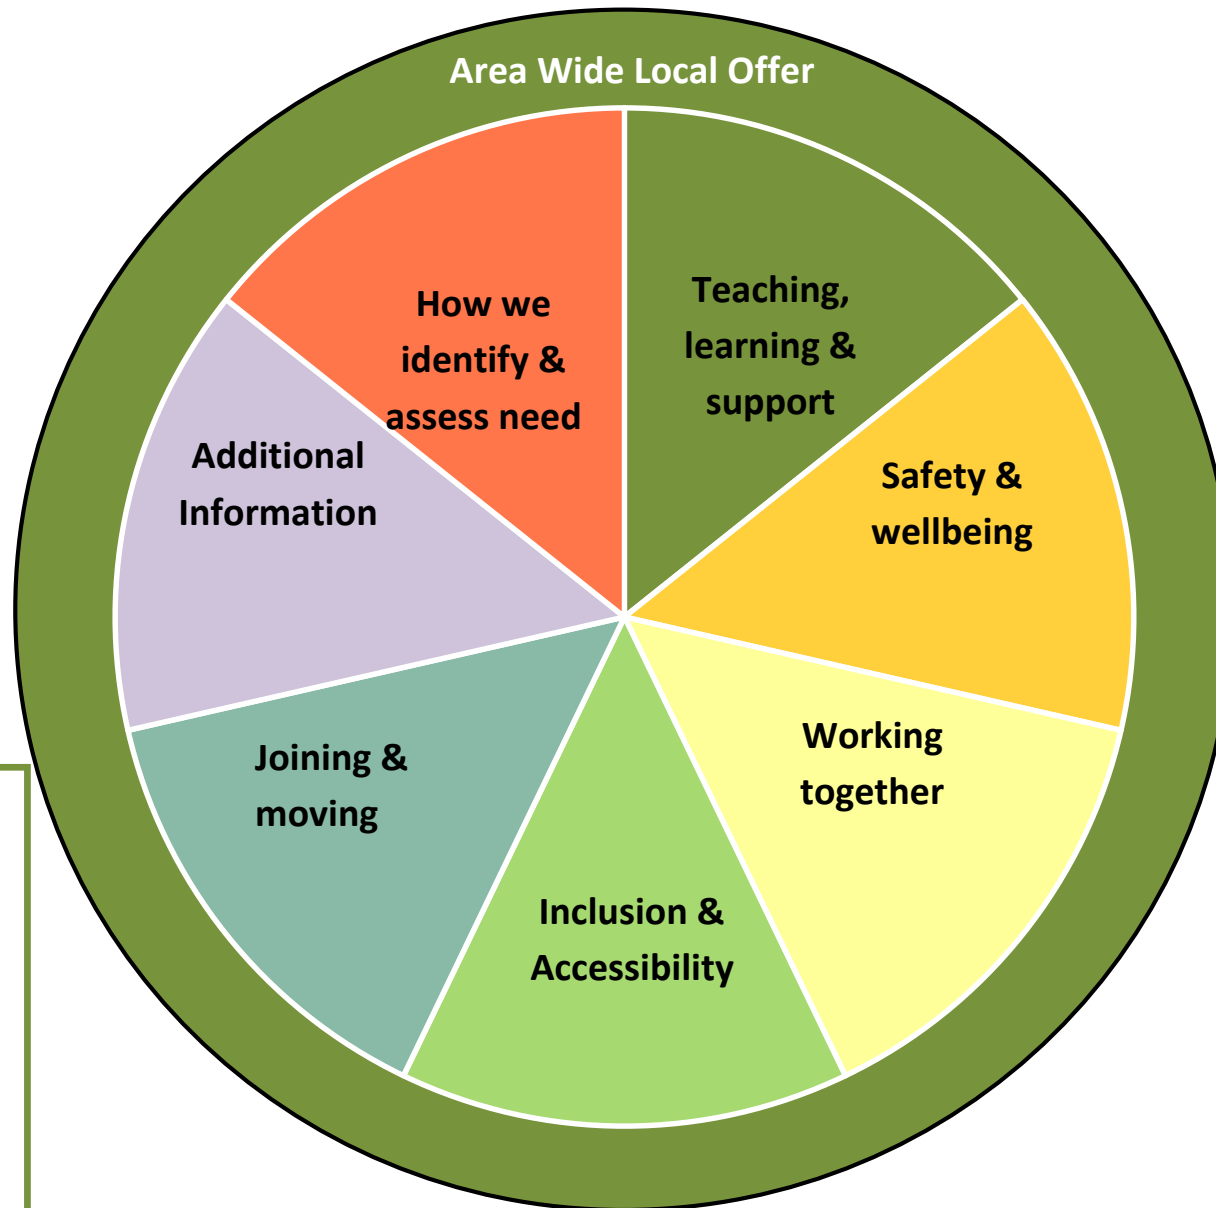 Area Wide Local Offer
How we
identify &
assess need
Teaching,
learning &
support
Additional
Information
Safety &
wellbeing
Joining &
moving
Working
together
Inclusion &
Accessibility